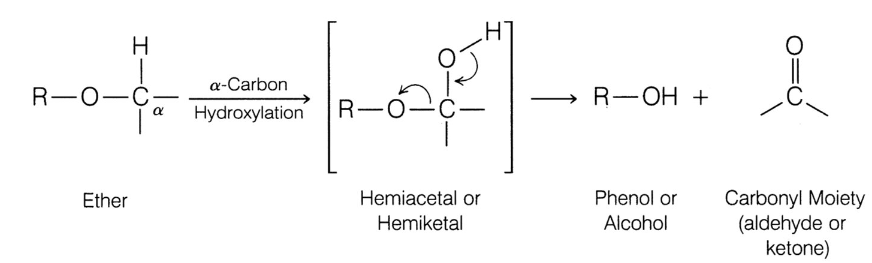 H
R—O—C—
α
α-Carbon
Hydroxylation
H
O
R—O—C—
R—OH +
O
C
Ether
Hemiacetal or
Hemiketal
Phenol or
Alcohol
Carbonyl Moiety
(aldehyde or
ketone)